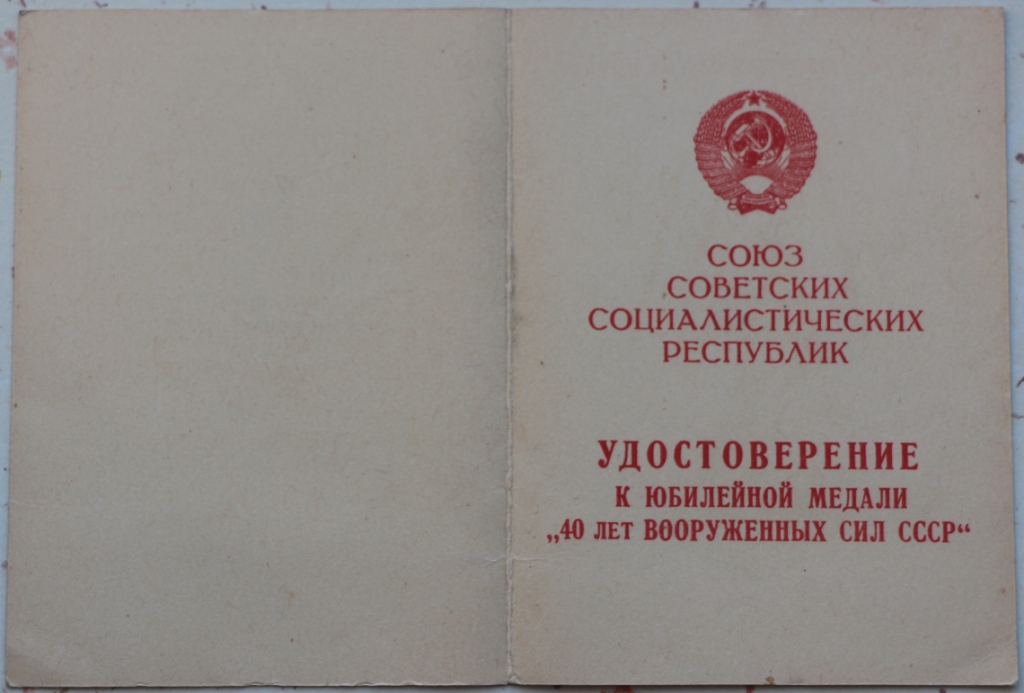 СОЮЗ
СОВЕТСКИХ
СОЦИАЛИСТИЧЕСКИХ
РЕСПУБЛИК
УДОСТОВЕРЕНИЕ
К ЮБИЛЕЙНОЙ МЕДАЛИ
„40 ЛЕТ ВООРУЖЕННЫХ СИЛ СССР“